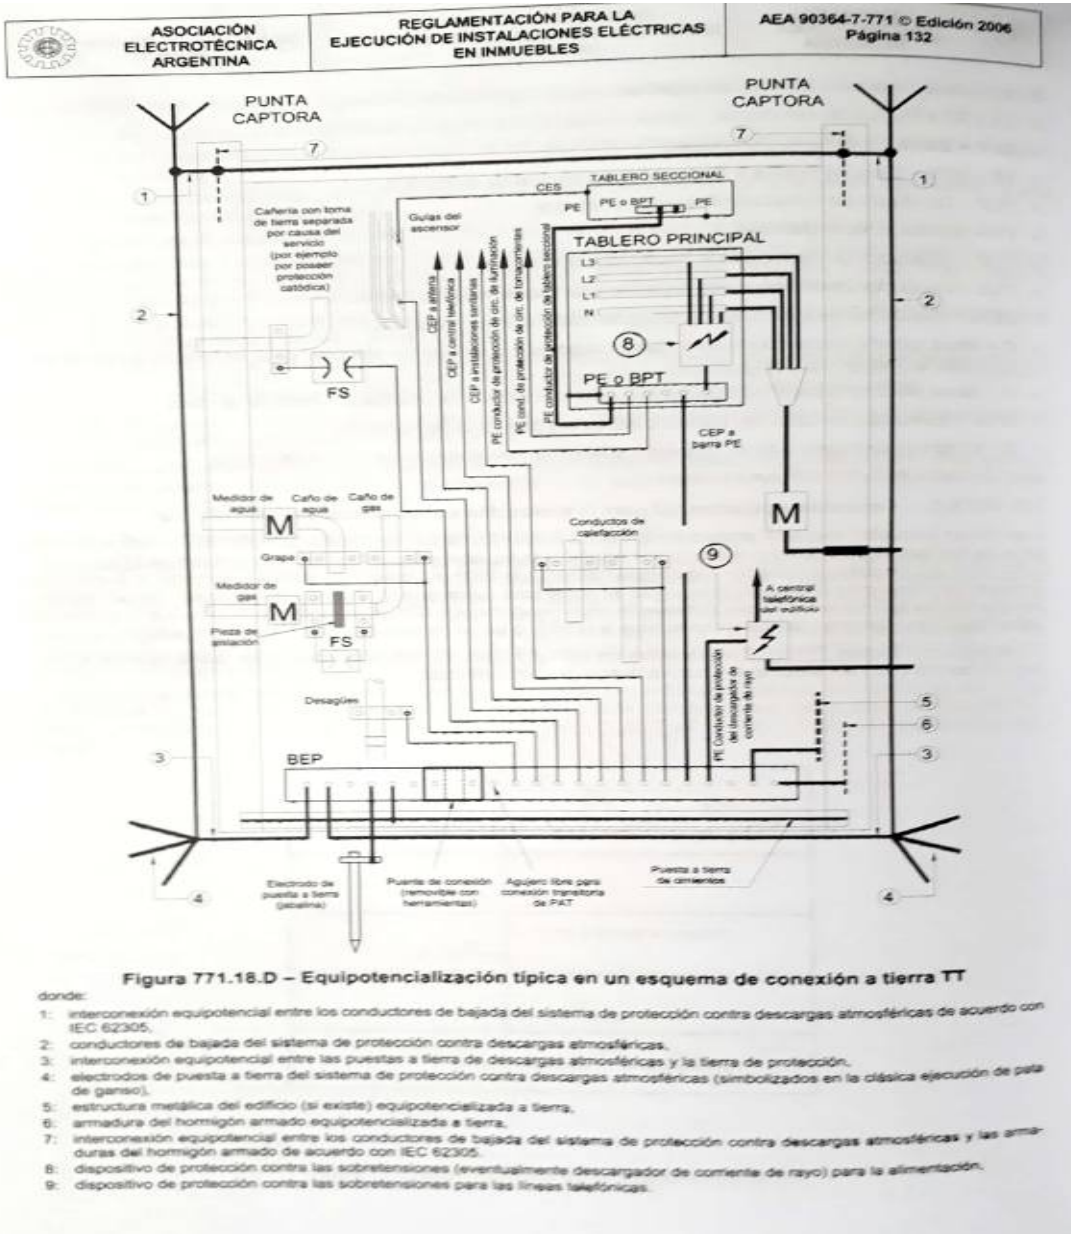 ASOCIACIÓN
ELECTROTÉCNICA
ARGENTINA
REGLAMENTACIÓN PARA LA
EJECUCIÓN DE INSTALACIONES ELÉCTRICAS
EN INMUEBLES
AEA 90364-7-771 © Edición 2006
Página 132
PUNTA
CAPTORA
PUNTA
CAPTORA
7
7
1
1
CES
TABLERO SECCIONAL
PE
PE o BPT
PE
Cañería con toma
de tierra separada
por causa del
servicio
(por ejemplo
por poseer
protección
catódica)
Guías del
ascensor
TABLERO PRINCIPAL
L3
L2
L1
N
2
2
8
PE o BPT
FS
CEP a antena
CEP a central telefónica
CEP a instalaciones sanitarias
PE conductor de protección de circ. de iluminación
PE cond. de protección de circ. de tomacorrientes
PE conductor de protección de tablero seccional
CEP a
barra PE
Medidor de
agua
Caño de
agua
Caño de
gas
M
M
Conductos de
calefacción
Grapa
9
Medidor de
gas
M
A central
telefónica
del edificio
Pieza de
aislación
FS
PE Conductor de protección
del descargador de
corriente de rayo
Desagües
5
6
3
3
BEP
Electrodo de
puesta a tierra
(jabalina)
Puente de conexión
(removible con
herramientas)
Agujero libre para
conexión transitoria
de PAT
Puesta a tierra
de cimientos
4
4
Figura 771.18.D – Equipotencialización típica en un esquema de conexión a tierra TT
donde:
1: interconexión equipotencial entre los conductores de bajada del sistema de protección contra descargas atmosféricas de acuerdo con
IEC 62305,
2: conductores de bajada del sistema de protección contra descargas atmosféricas,
3: interconexión equipotencial entre las puestas a tierra de descargas atmosféricas y la tierra de protección,
4: electrodos de puesta a tierra del sistema de protección contra descargas atmosféricas (simbolizados en la clásica ejecución de pata
de ganso),
5: estructura metálica del edificio (si existe) equipotencializada a tierra,
6: armadura del hormigón armado equipotencializada a tierra,
7: interconexión equipotencial entre los conductores de bajada del sistema de protección contra descargas atmosféricas y las arma-
duras del hormigón armado de acuerdo con IEC 62305.
8: dispositivo de protección contra las sobretensiones (eventualmente descargador de corriente de rayo) para la alimentación,
9: dispositivo de protección contra las sobretensiones para las líneas telefónicas.